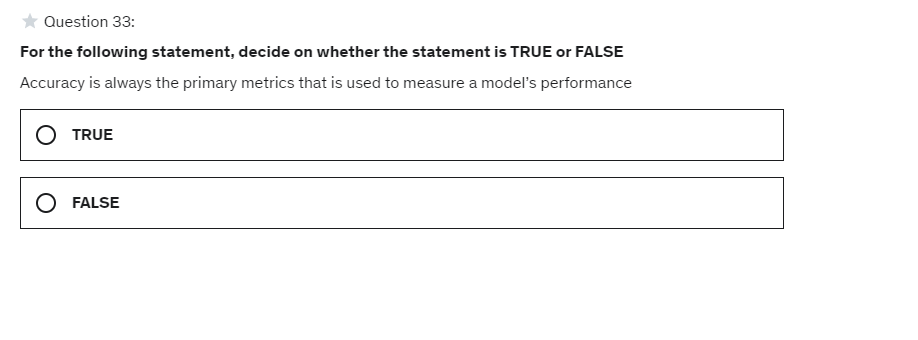 Question 33:
For the following statement, decide on whether the statement is TRUE or FALSE
Accuracy is always the primary metrics that is used to measure a model’s performance
TRUE
FALSE